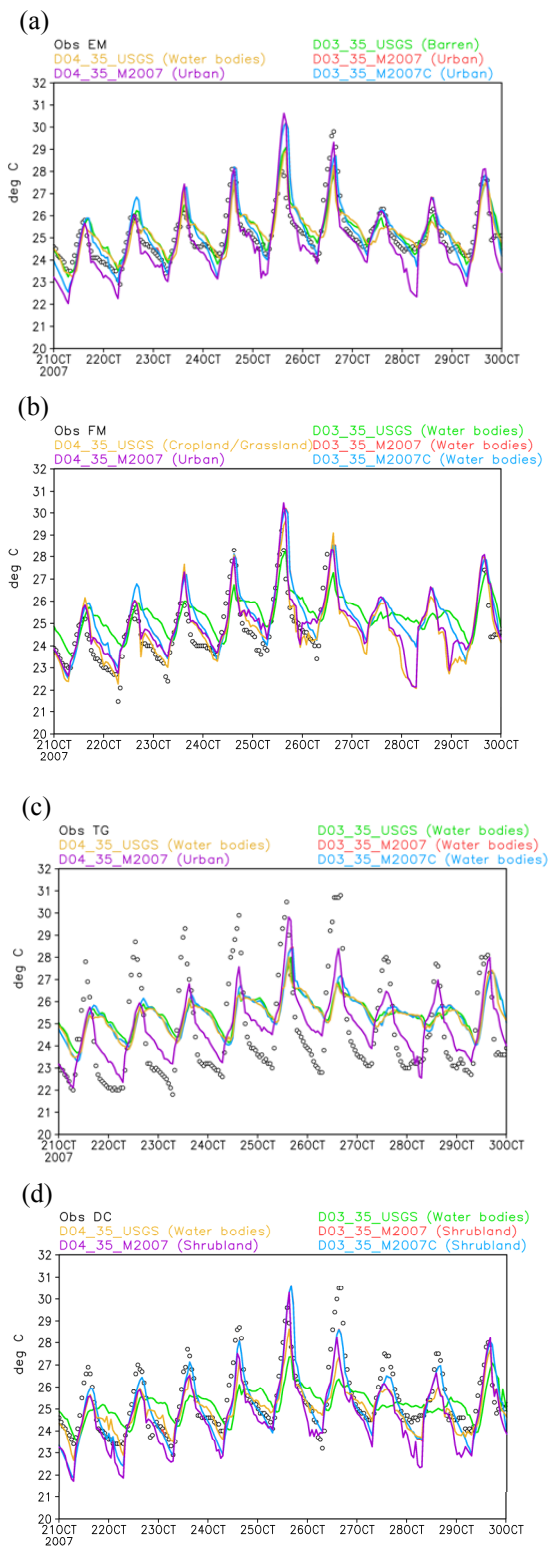 (a)
Obs EM D03_35_USGS (Barren)
D04_35_USGS (Water bodies) D03_35_M2007 (Urban)
D04_35_M2007 (Urban) D03_35_M2007C (Urban)
32
31
30
29
28
27
26
25
24
23
22
21
20
deg C
21OCT 22OCT 23OCT 24OCT 25OCT 26OCT 27OCT 28OCT 29OCT 30OCT
2007
(b)
Obs FM D03_35_USGS (Water bodies)
D04_35_USGS (Cropland/Grassland) D03_35_M2007 (Water bodies)
D04_35_M2007 (Urban) D03_35_M2007C (Water bodies)
32
31
30
29
28
27
26
25
24
23
22
21
20
deg C
21OCT 22OCT 23OCT 24OCT 25OCT 26OCT 27OCT 28OCT 29OCT 30OCT
2007
(c)
Obs TG D03_35_USGS (Water bodies)
D04_35_USGS (Water bodies) D03_35_M2007 (Water bodies)
D04_35_M2007 (Urban) D03_35_M2007C (Water bodies)
32
31
30
29
28
27
26
25
24
23
22
21
20
deg C
21OCT 22OCT 23OCT 24OCT 25OCT 26OCT 27OCT 28OCT 29OCT 30OCT
2007
(d)
Obs DC D03_35_USGS (Water bodies)
D04_35_USGS (Water bodies) D03_35_M2007 (Shrubland)
D04_35_M2007 (Shrubland) D03_35_M2007C (Shrubland)
32
31
30
29
28
27
26
25
24
23
22
21
20
deg C
21OCT 22OCT 23OCT 24OCT 25OCT 26OCT 27OCT 28OCT 29OCT 30OCT
2007